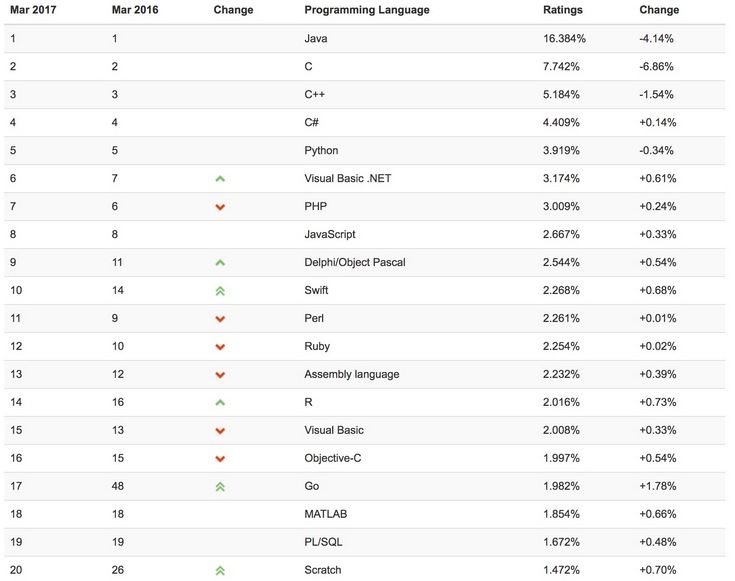 Mar 2017 Mar 2016 Change Programming Language Ratings Change
1 1 Java 16.384% -4.14%
2 2 C 7.742% -6.86%
3 3 C++ 5.184% -1.54%
4 4 C# 4.409% +0.14%
5 5 Python 3.919% -0.34%
6 7 Visual Basic .NET 3.174% +0.61%
7 6 PHP 3.009% +0.24%
8 8 JavaScript 2.667% +0.33%
9 11 Delphi/Object Pascal 2.544% +0.54%
10 14 Swift 2.268% +0.68%
11 9 Perl 2.261% +0.01%
12 10 Ruby 2.254% +0.02%
13 12 Assembly language 2.232% +0.39%
14 16 R 2.016% +0.73%
15 13 Visual Basic 2.008% +0.33%
16 15 Objective-C 1.997% +0.54%
17 48 Go 1.982% +1.78%
18 18 MATLAB 1.854% +0.66%
19 19 PL/SQL 1.672% +0.48%
20 26 Scratch 1.472% +0.70%